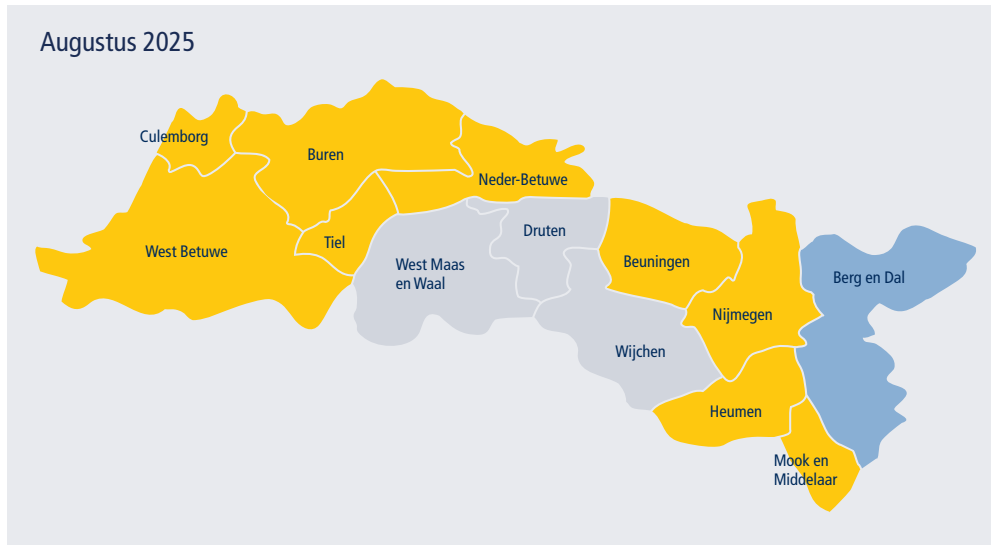 Augustus 2025
Culemborg
Buren
Neder-Betuwe
West Betuwe
Tiel
West Maas
en Waal
Druten
Beuningen
Berg en Dal
Nijmegen
Wijchen
Heumen
Mook en
Middelaar